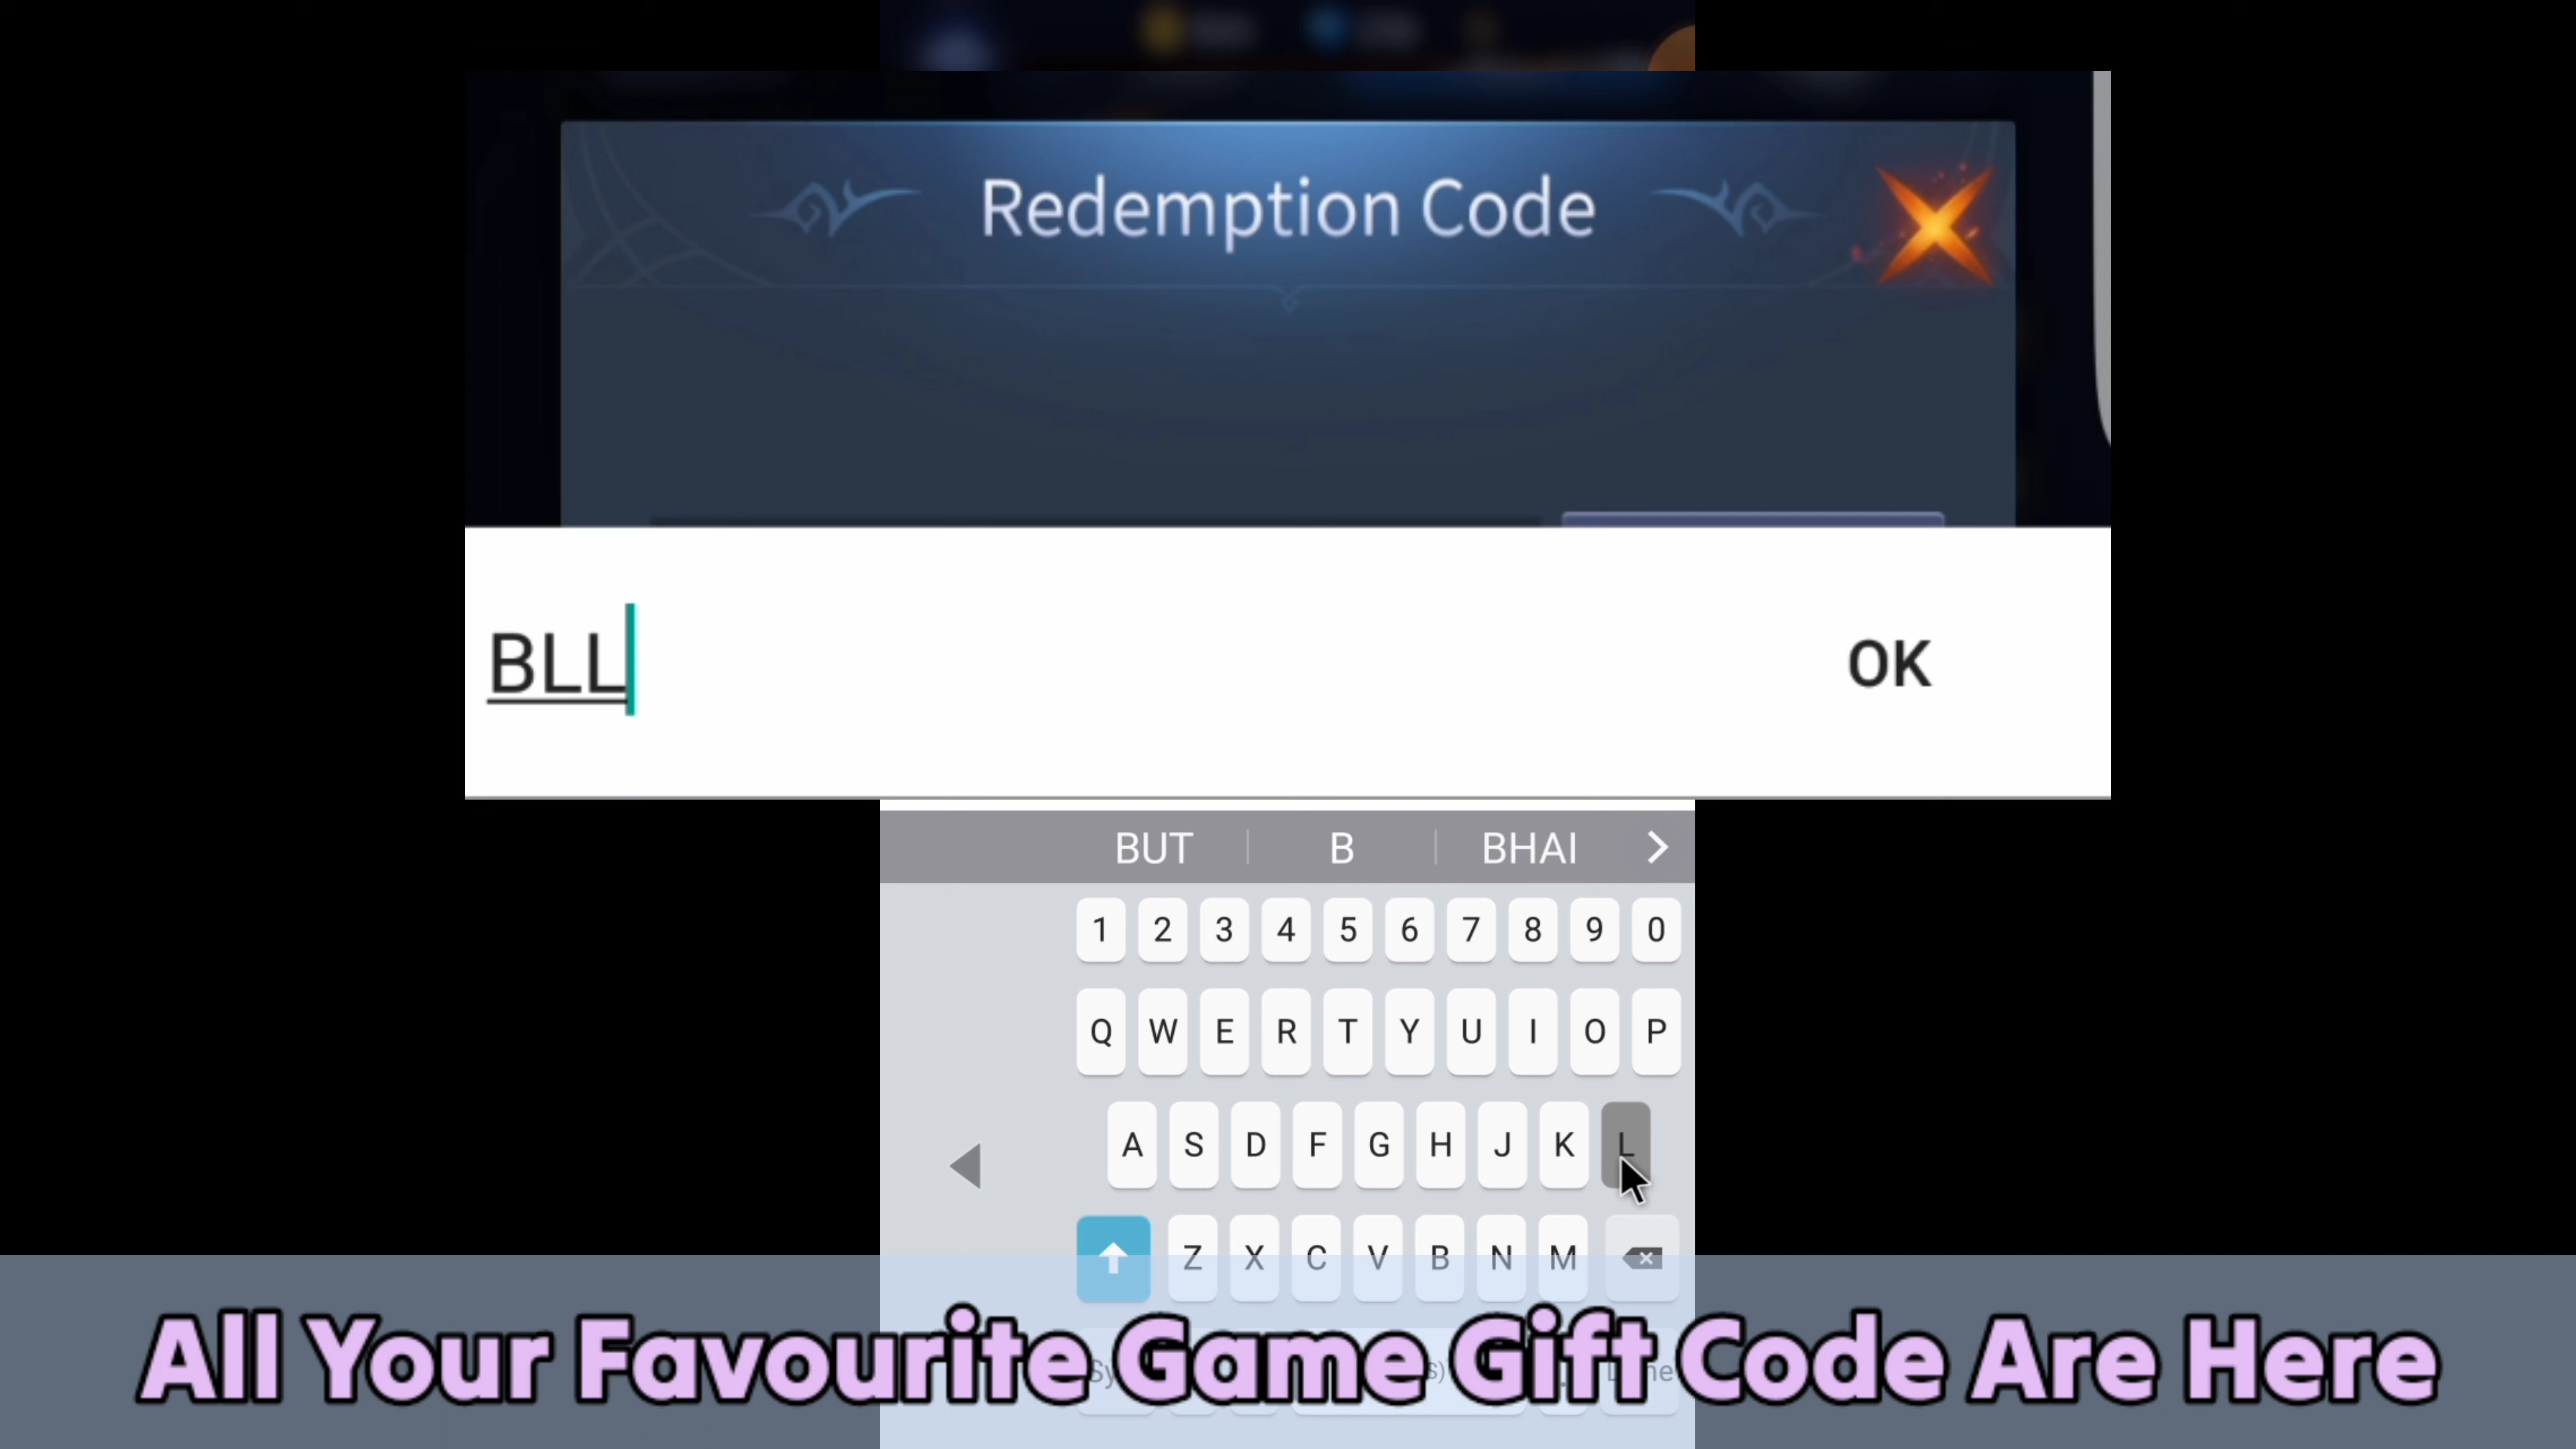 Redemption Code
BLL
OK
BUT B BHAI
1 2 3 4 5 6 7 8 9 0
Q W E R T Y U I O P
A S D F G H J K L
Z X C V B N M
All Your Favourite Game Gift Code Are Here